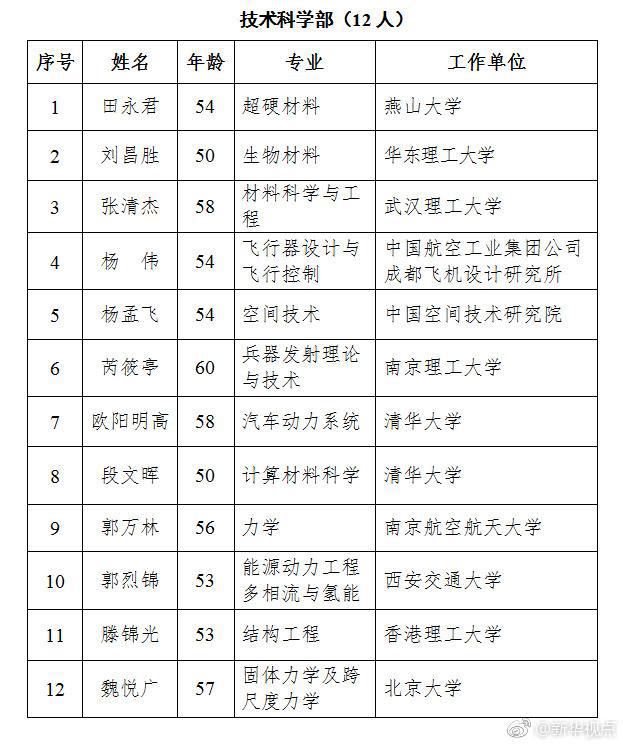 技术科学部（12人）
序号 姓名 年龄 专业 工作单位
1 田永君 54 超硬材料 燕山大学
2 刘昌胜 50 生物材料 华东理工大学
3 张清杰 58 材料科学与工
程 武汉理工大学
4 杨 伟 54 飞行器设计与
飞行控制 中国航空工业集团公司
成都飞机设计研究所
5 杨孟飞 54 空间技术 中国空间技术研究院
6 芮筱亭 60 兵器发射理论
与技术 南京理工大学
7 欧阳明高 58 汽车动力系统 清华大学
8 段文晖 50 计算材料科学 清华大学
9 郭万林 56 力学 南京航空航天大学
10 郭烈锦 53 能源动力工程
多相流与氢能 西安交通大学
11 滕锦光 53 结构工程 香港理工大学
12 魏悦广 57 固体力学及跨
尺度力学 北京大学
@新华视点